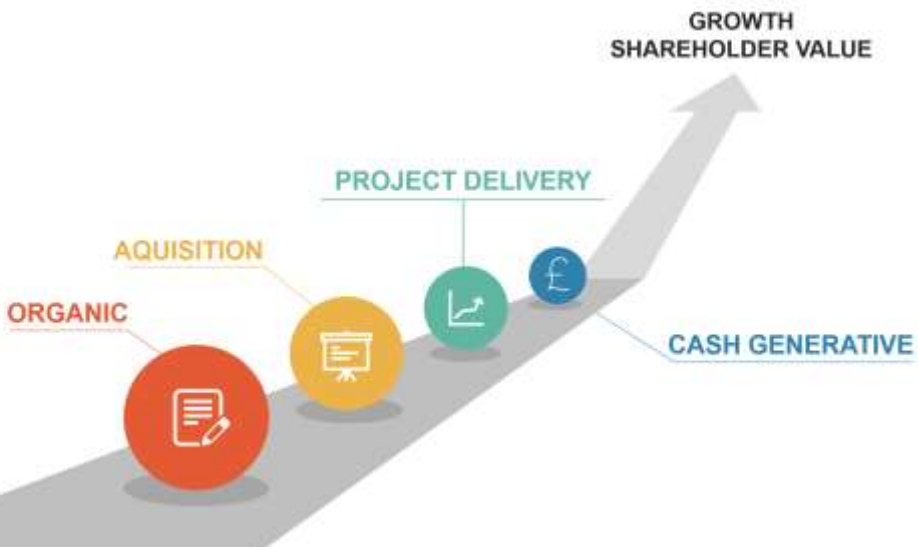 GROWTH
SHAREHOLDER VALUE
PROJECT DELIVERY
AQUISITION
ORGANIC
£
CASH GENERATIVE